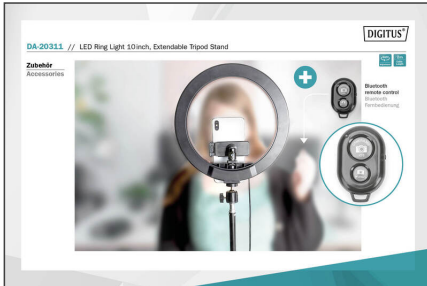 DIGITUS®
DA-20311 // LED Ring Light 10inch, Extendable Tripod Stand
Zubehör
Accessories
Bluetooth
remote control
Bluetooth
Fernbedienung